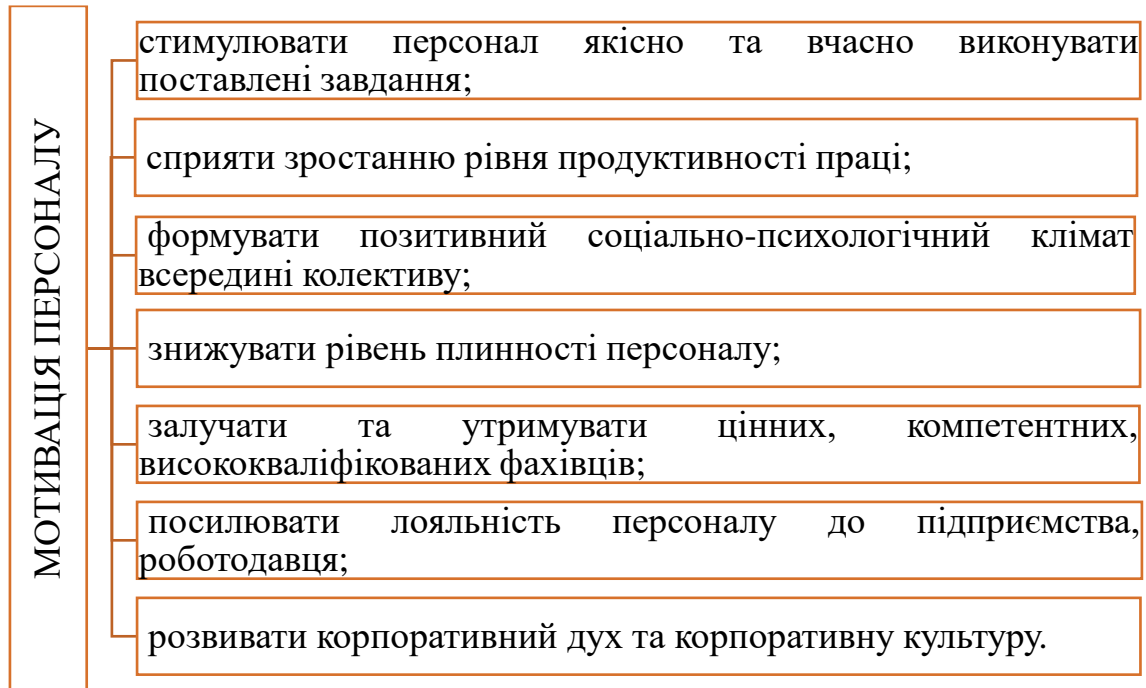 МОТИВАЦІЯ ПЕРСОНАЛУ
стимулювати персонал якісно та вчасно виконувати
поставлені завдання;
сприяти зростанню рівня продуктивності праці;
формувати позитивний соціально-психологічний клімат
всередині колективу;
знижувати рівень плинності персоналу;
залучати та утримувати цінних, компетентних,
висококваліфікованих фахівців;
посилювати лояльність персоналу до підприємства,
роботодавця;
розвивати корпоративний дух та корпоративну культуру.